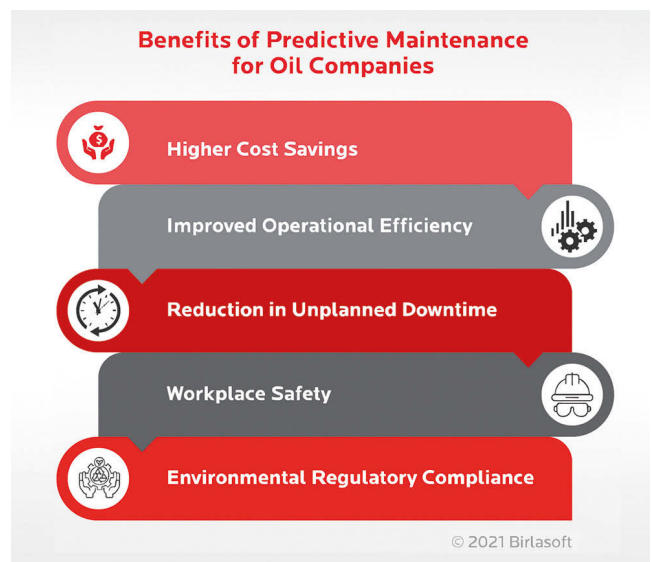 Benefits of Predictive Maintenance
for Oil Companies
Higher Cost Savings
Improved Operational Efficiency
Reduction in Unplanned Downtime
Workplace Safety
Environmental Regulatory Compliance
© 2021 Birlasoft